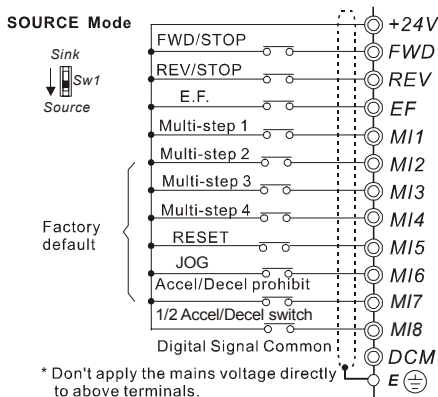 SOURCE Mode
Sink
Sw1
Source
+24V
FWD/STOP
FWD
REV/STOP
REV
E.F.
EF
Multi-step 1
MI1
Multi-step 2
MI2
Multi-step 3
MI3
Multi-step 4
MI4
Factory
default
RESET
MI5
JOG
MI6
Accel/Decel prohibit
MI7
1/2 Accel/Decel switch
MI8
Digital Signal Common
DCM
* Don't apply the mains voltage directly
to above terminals.
E